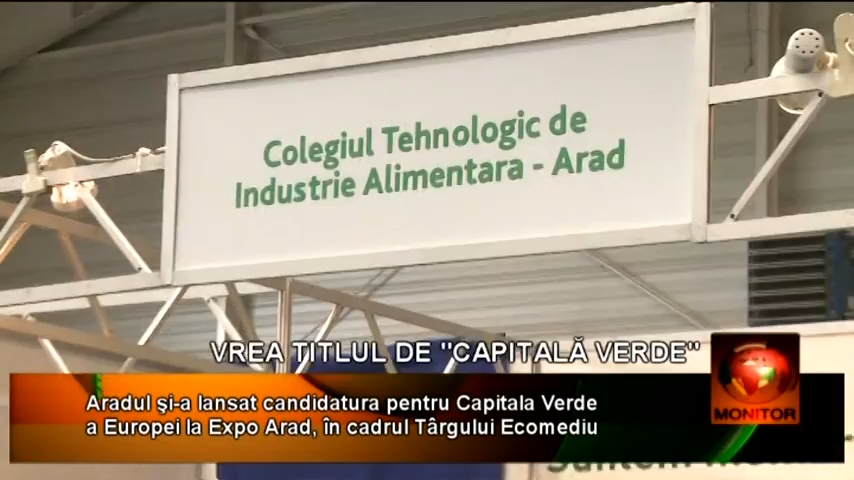 Colegiul Tehnologic de
Industrie Alimentara - Arad
VREA TITLUL DE "CAPITALĂ VERDE"
Aradul şi-a lansat candidatura pentru Capitala Verde
a Europei la Expo Arad, în cadrul Târgului Ecomediu
MONITOR